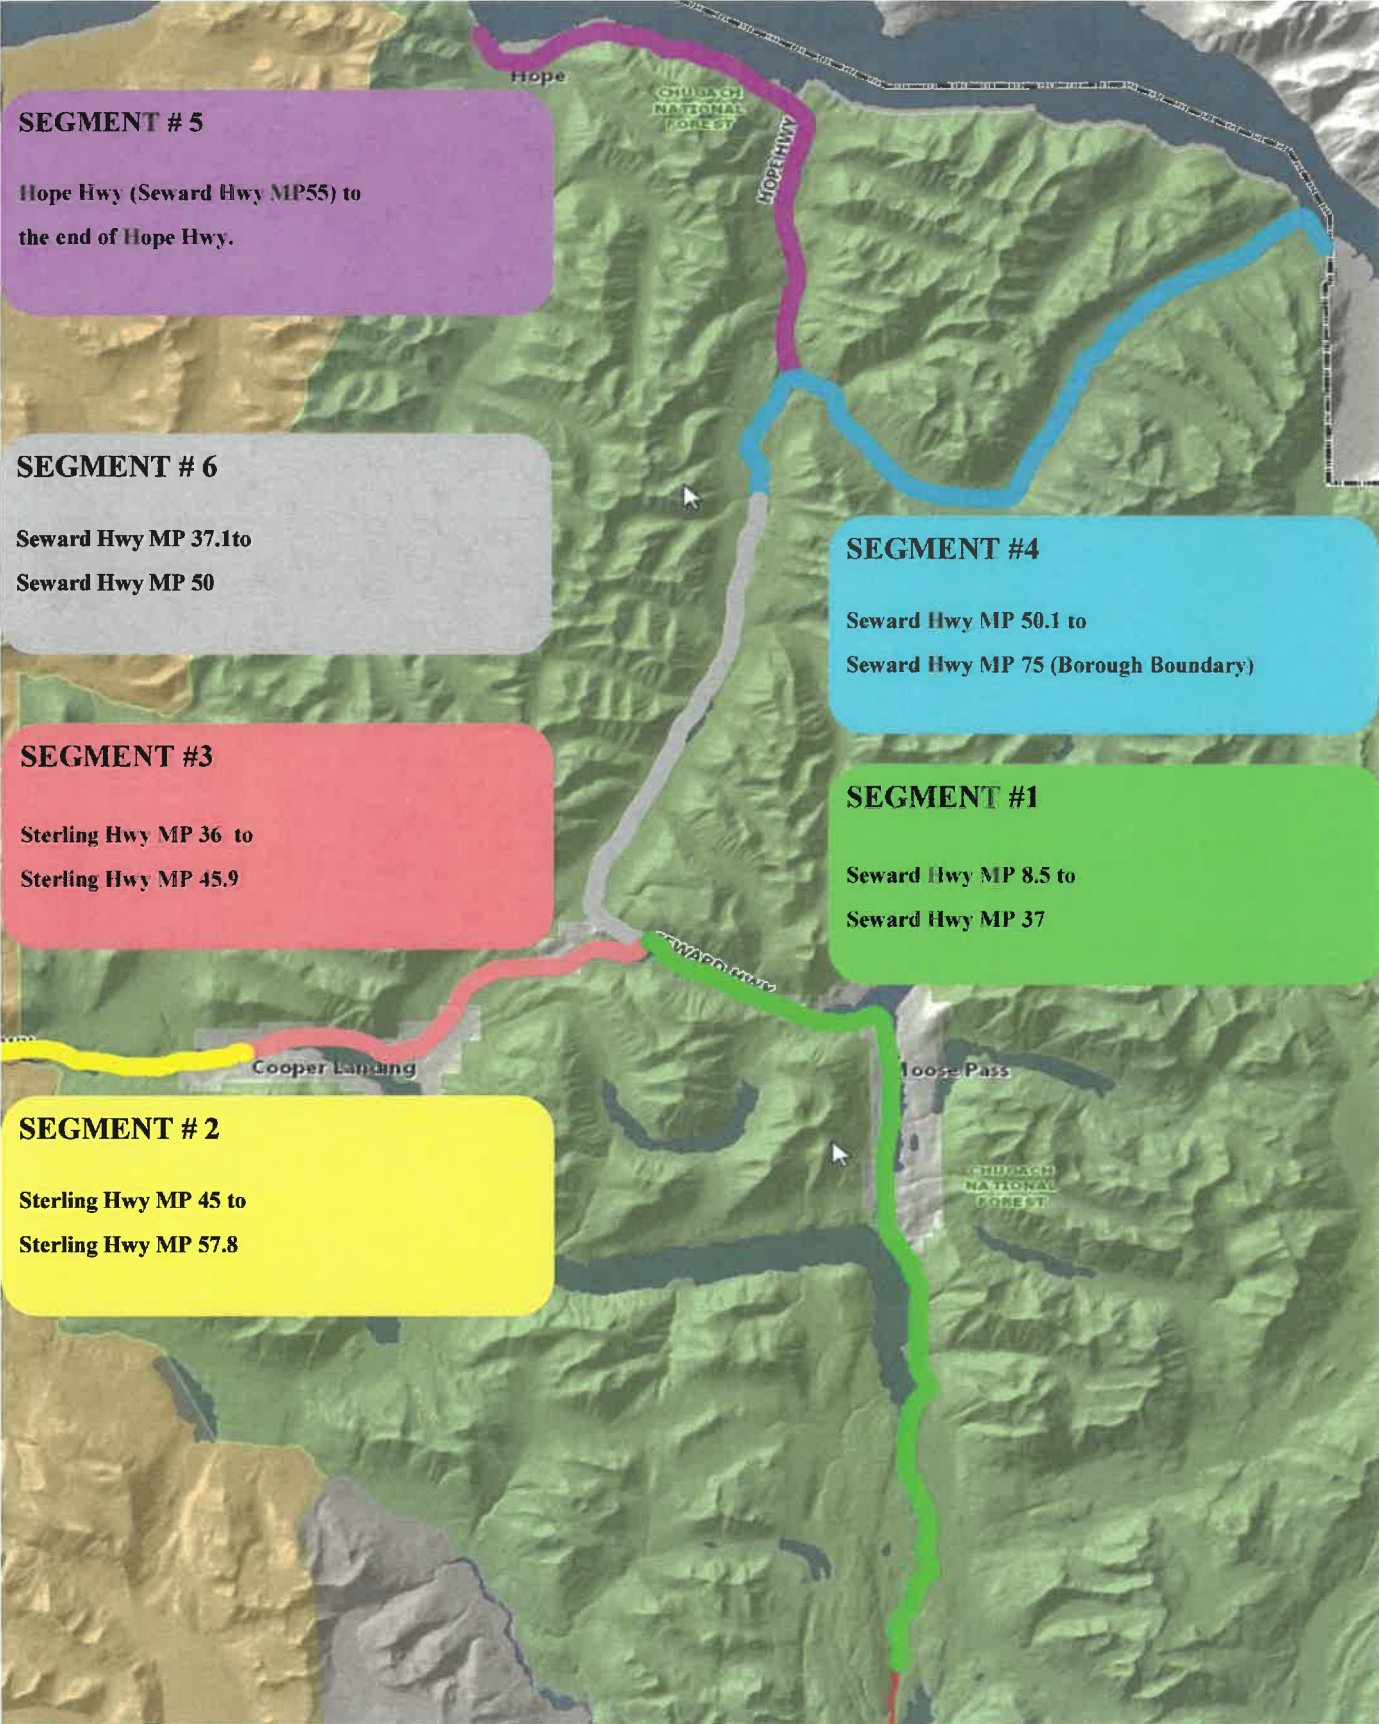 Hope
CHUGACH
NATIONAL
FOREST
HOPE HWY
SEGMENT # 5
Hope Hwy (Seward Hwy MP55) to
the end of Hope Hwy.
SEGMENT # 6
Seward Hwy MP 37.1to
Seward Hwy MP 50
SEGMENT #4
Seward Hwy MP 50.1 to
Seward Hwy MP 75 (Borough Boundary)
SEGMENT #3
Sterling Hwy MP 36 to
Sterling Hwy MP 45.9
SEGMENT #1
Seward Hwy MP 8.5 to
Seward Hwy MP 37
SEWARD HWY
Cooper Landing
Moose Pass
SEGMENT # 2
Sterling Hwy MP 45 to
Sterling Hwy MP 57.8
CHUGACH
NATIONAL
FOREST